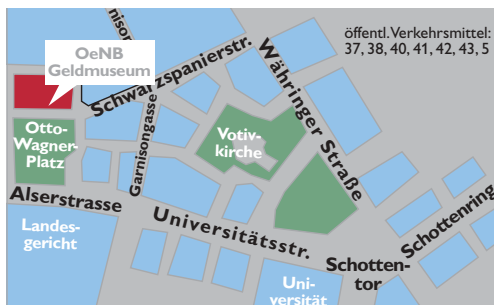 öffentl. Verkehrsmittel:
37, 38, 40, 41, 42, 43, 5
OeNB
Geldmuseum
Schwarzspanierstr.
Währinger Straße
Garnisongasse
Otto-
Wagner-
Platz
Votiv-
kirche
Alserstrasse
Universitätsstr.
Landes-
gericht
Schotten-
tor
Schottenring
Uni-
versität